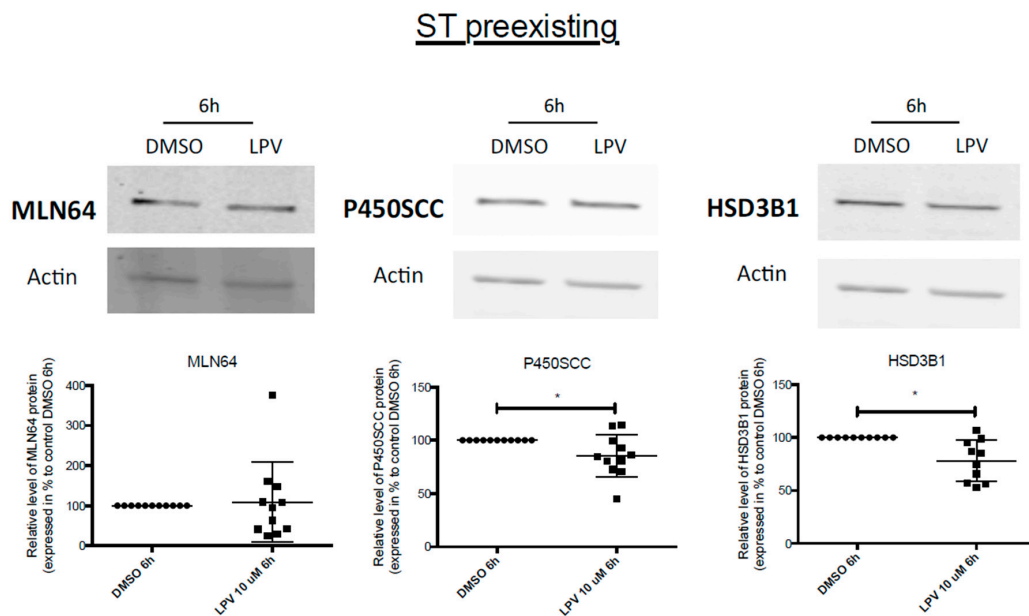 ST preexisting
6h
DMSO LPV
MLN64
Actin
6h
DMSO LPV
P450SCC
Actin
6h
DMSO LPV
HSD3B1
Actin
MLN64
Relative level of MLN64 protein
(expressed in % to control DMSO 6h)
400
300
200
100
0
DMSO 6h
LPV 10 uM 6h
P450SCC
Relative level of P450SCC protein
(expressed in % to control DMSO 6h)
150
100
50
0
*
DMSO 6h
LPV 10 uM 6h
HSD3B1
Relative level of HSD3B1 protein
(expressed in % to control DMSO 6h)
150
100
50
0
*
DMSO 6h
LPV 10 uM 6h